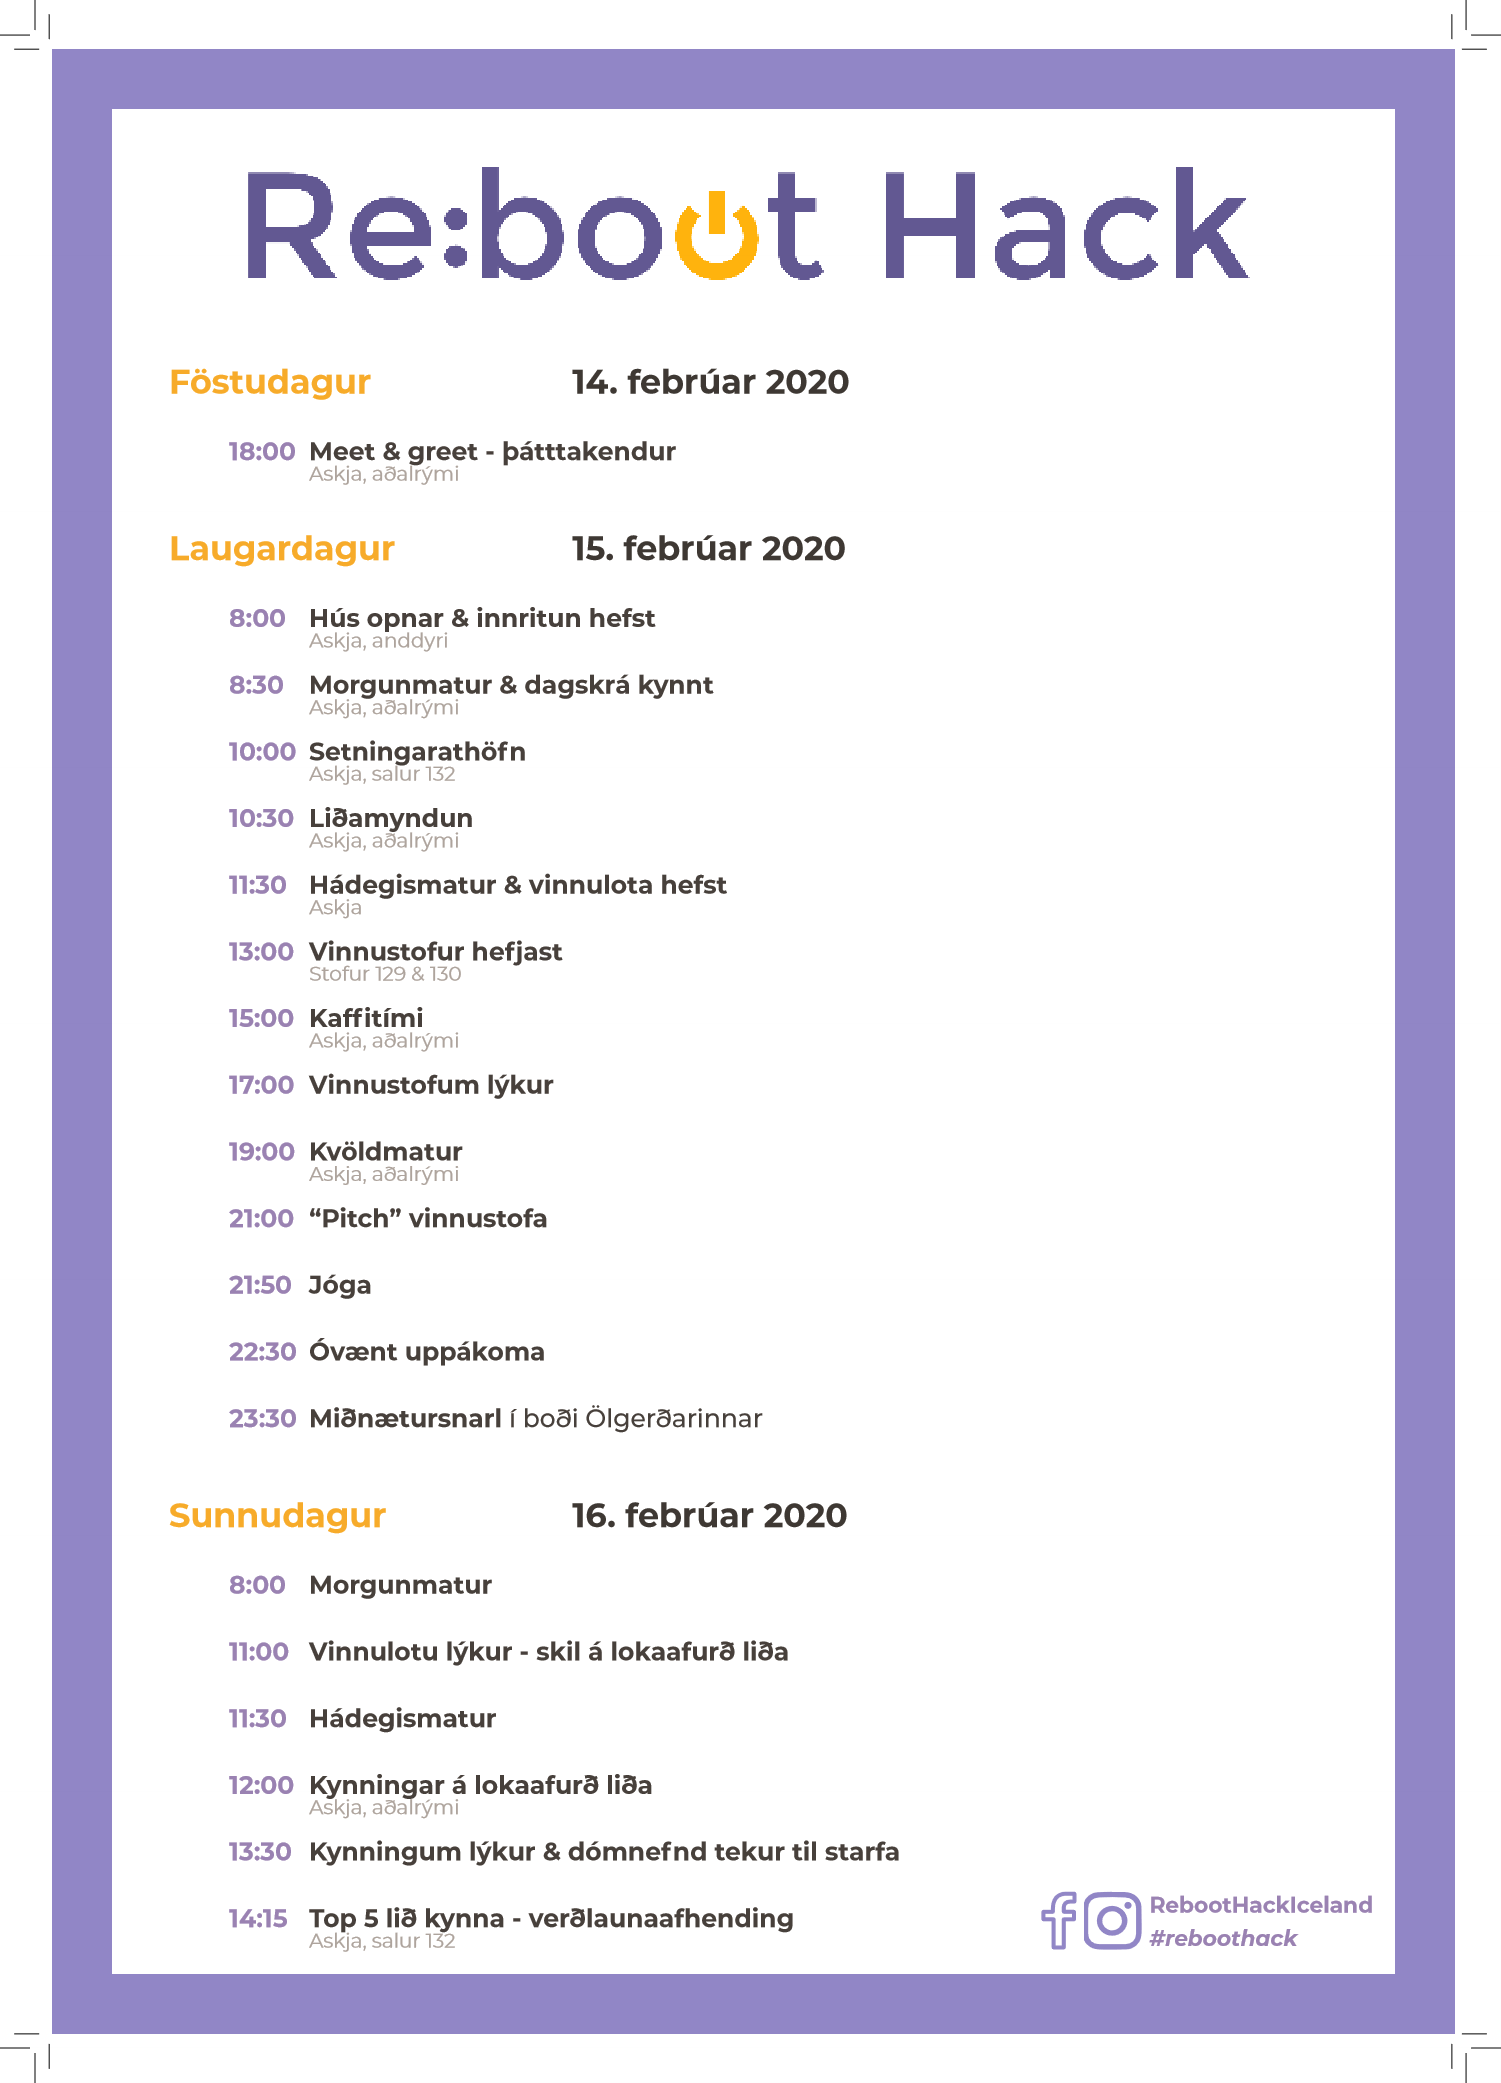 Re:boot Hack
Föstudagur 14. febrúar 2020
18:00 Meet & greet - þátttakendur
Askja, aðalrými
Laugardagur 15. febrúar 2020
8:00 Hús opnar & innritun hefst
Askja, anddyri
8:30 Morgunmatur & dagskrá kynnt
Askja, aðalrými
10:00 Setningarathöfn
Askja, salur 132
10:30 Liðamyndun
Askja, aðalrými
11:30 Hádegismatur & vinnulota hefst
Askja
13:00 Vinnustofur hefjast
Stofur 129 & 130
15:00 Kaffitími
Askja, aðalrými
17:00 Vinnustofum lýkur
19:00 Kvöldmatur
Askja, aðalrými
21:00 “Pitch” vinnustofa
21:50 Jóga
22:30 Óvænt uppákoma
23:30 Miðnætursnarl í boði Ölgerðarinnar
Sunnudagur 16. febrúar 2020
8:00 Morgunmatur
11:00 Vinnulotu lýkur - skil á lokaafurð liða
11:30 Hádegismatur
12:00 Kynningar á lokaafurð liða
Askja, aðalrými
13:30 Kynningum lýkur & dómnefnd tekur til starfa
14:15 Top 5 lið kynna - verðlaunaafhending
Askja, salur 132
RebootHackIceland
#reboothack